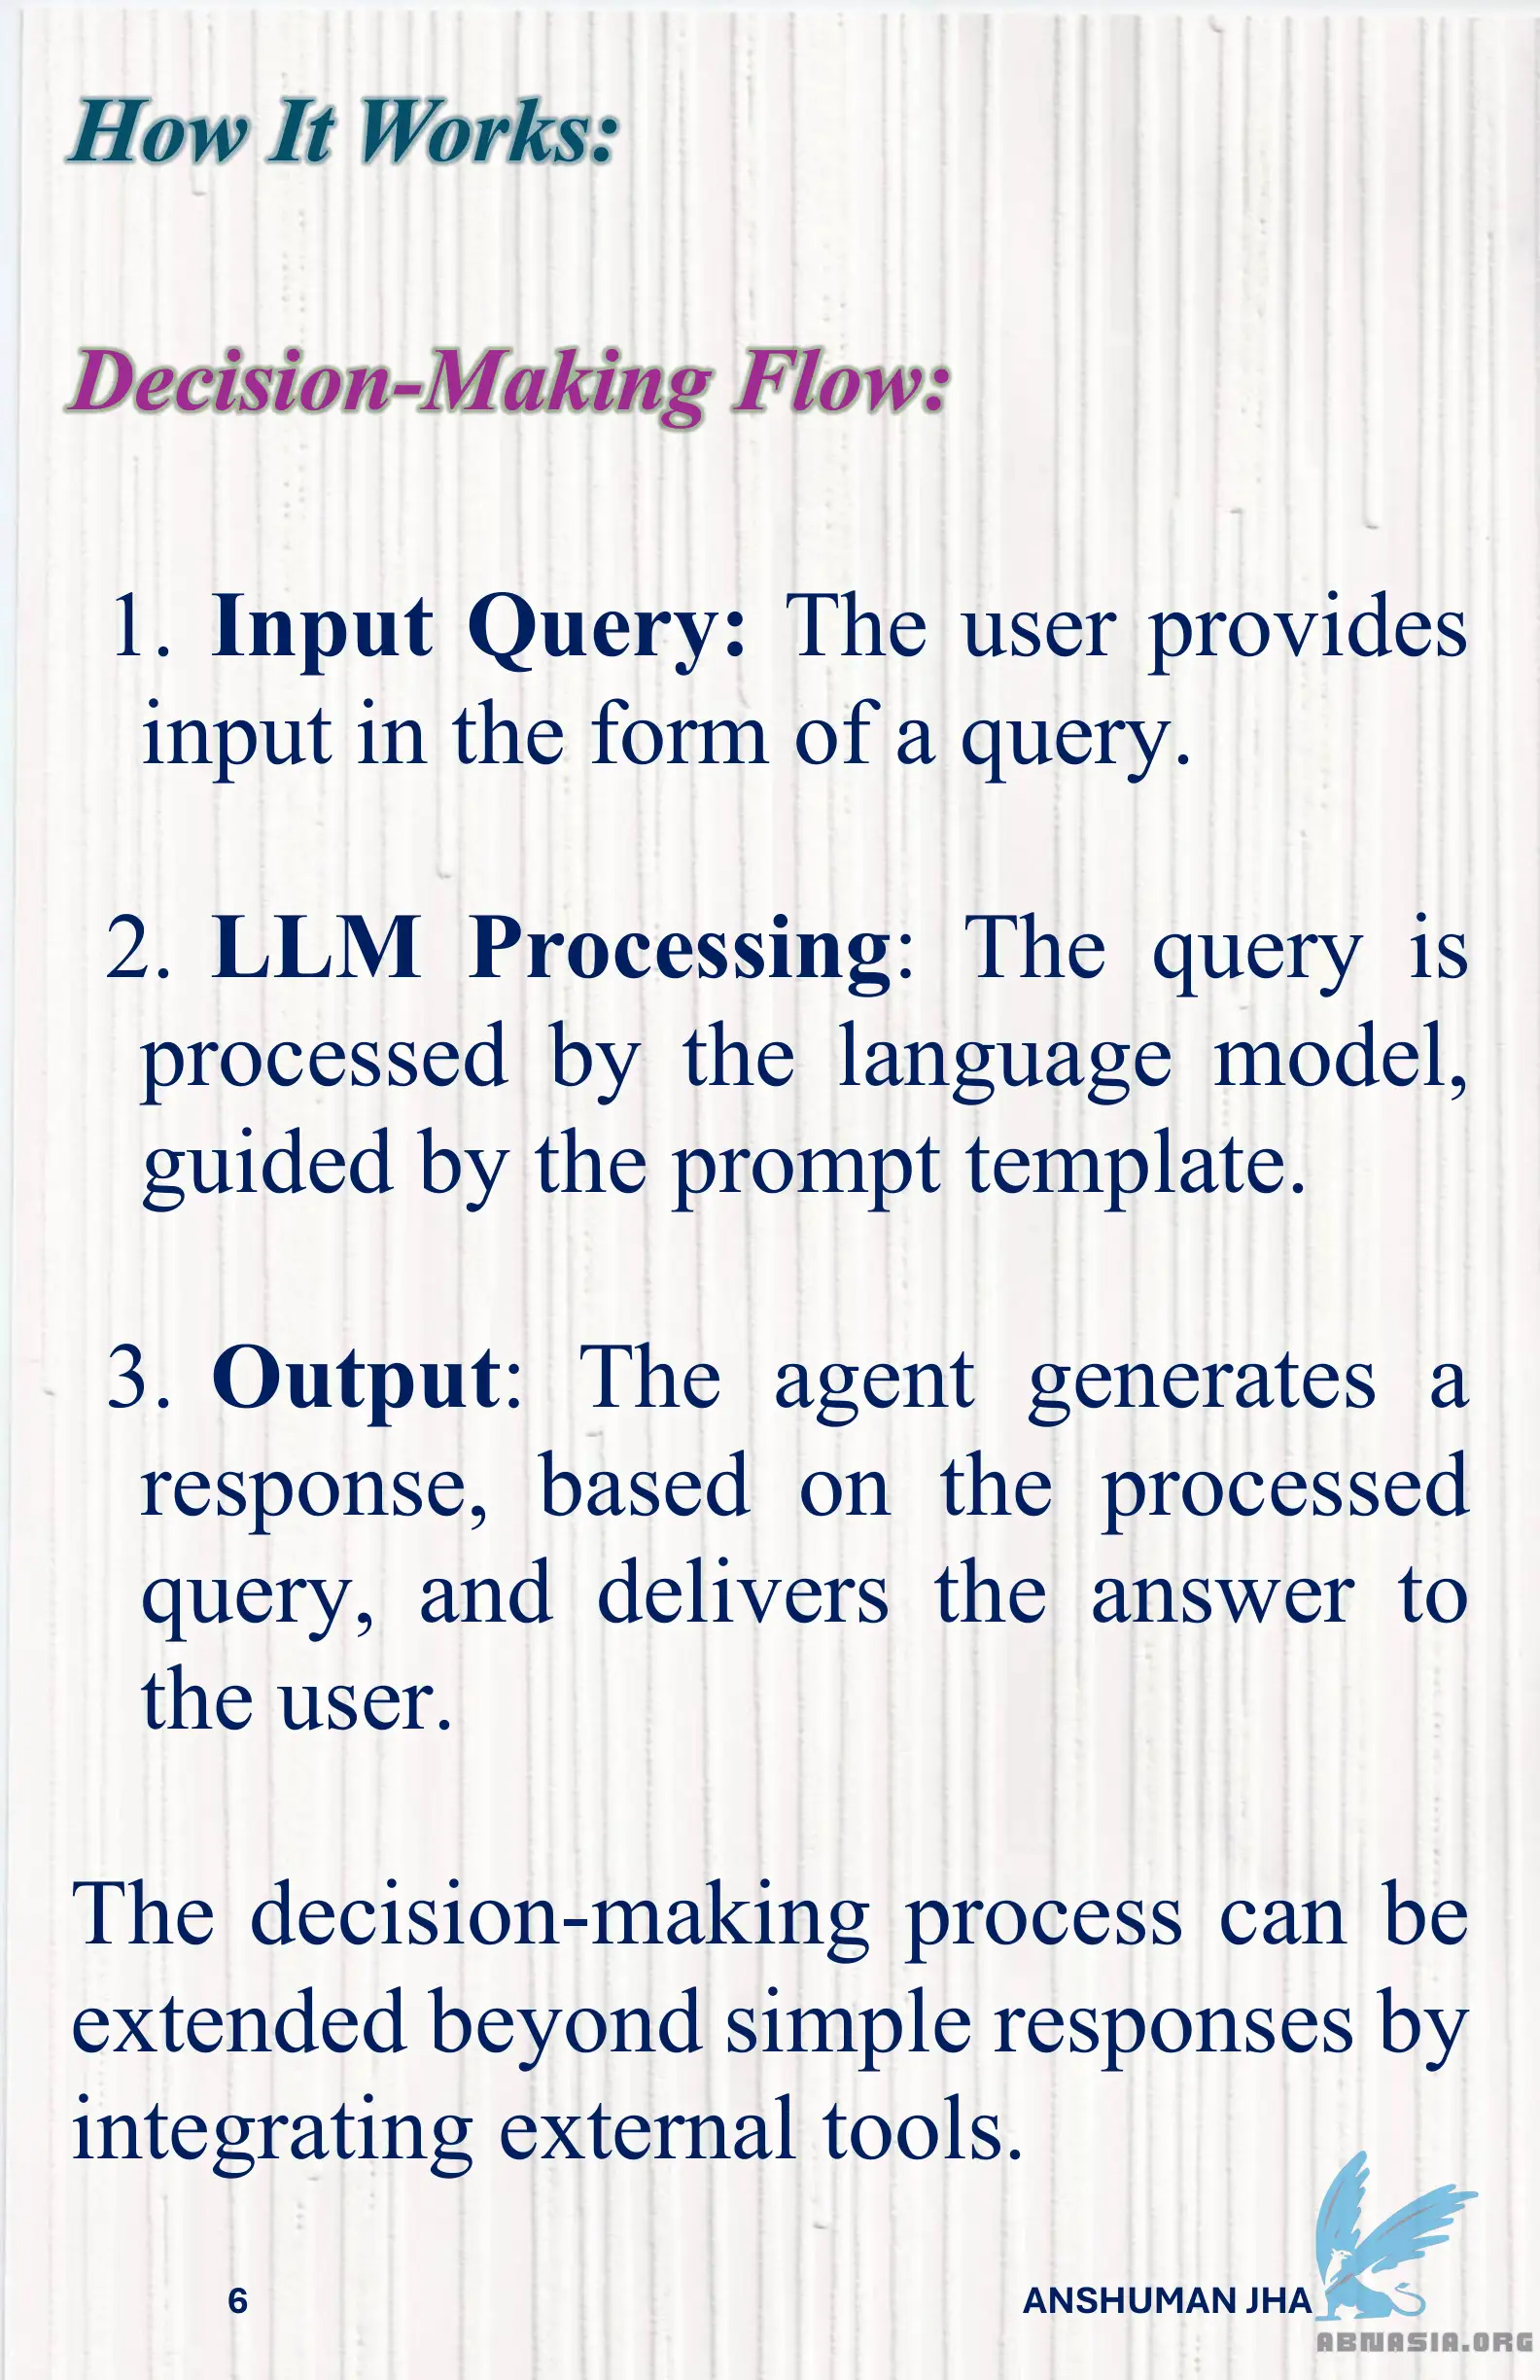 How It Works:
Decision-Making Flow:
1. Input Query: The user provides
input in the form of a query.
2. LLM Processing: The query is
processed by the language model,
guided by the prompt template.
3. Output: The agent generates a
response, based on the processed
query, and delivers the answer to
the user.
The decision-making process can be
extended beyond simple responses by
integrating external tools.
6
ANSHUMAN JHA
ABNASIA.ORG